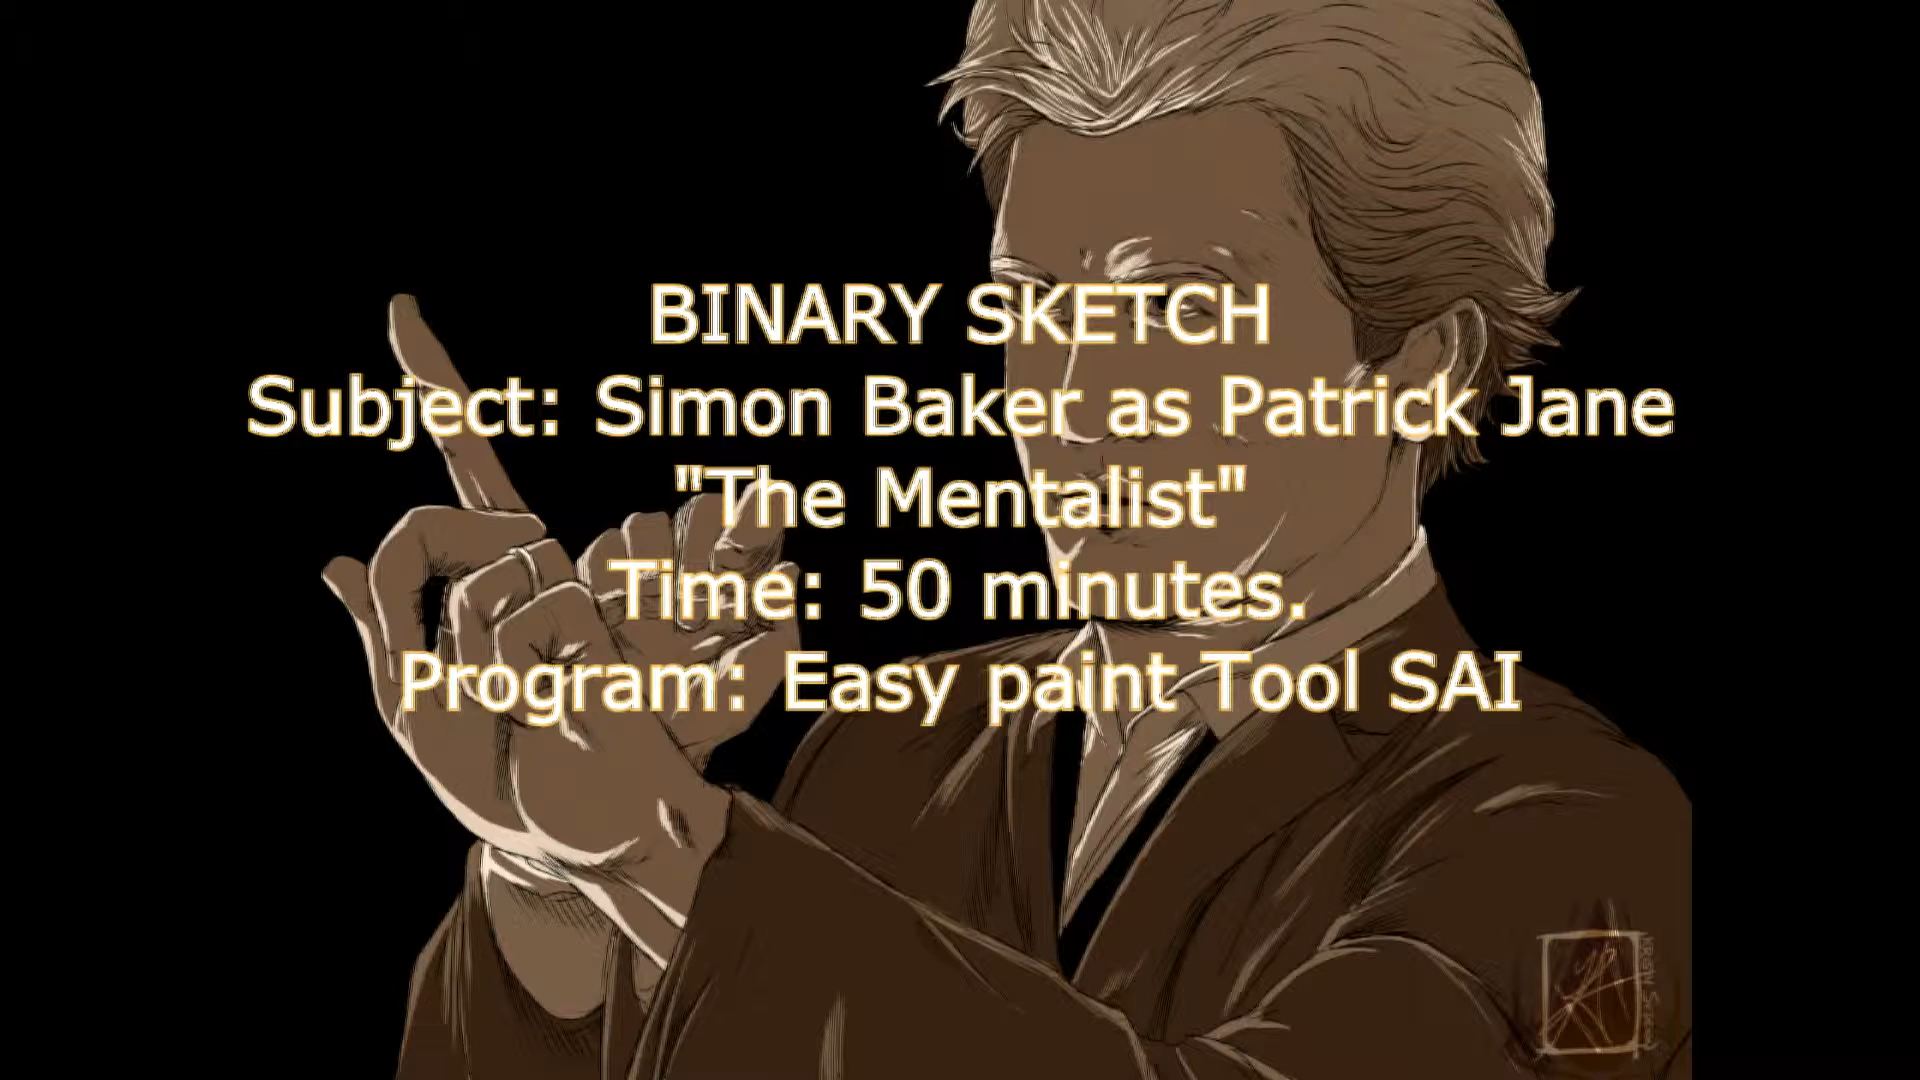 BINARY SKETCH
Subject: Simon Baker as Patrick Jane
"The Mentalist"
Time: 50 minutes.
Program: Easy paint Tool SAI